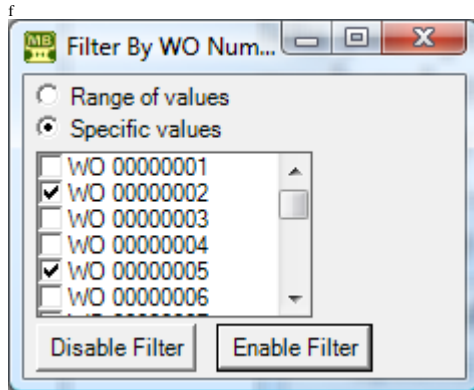 f
MB
Filter By WO Num...
Range of values
Specific values
WO 00000001
WO 00000002
WO 00000003
WO 00000004
WO 00000005
WO 00000006
Disable Filter Enable Filter